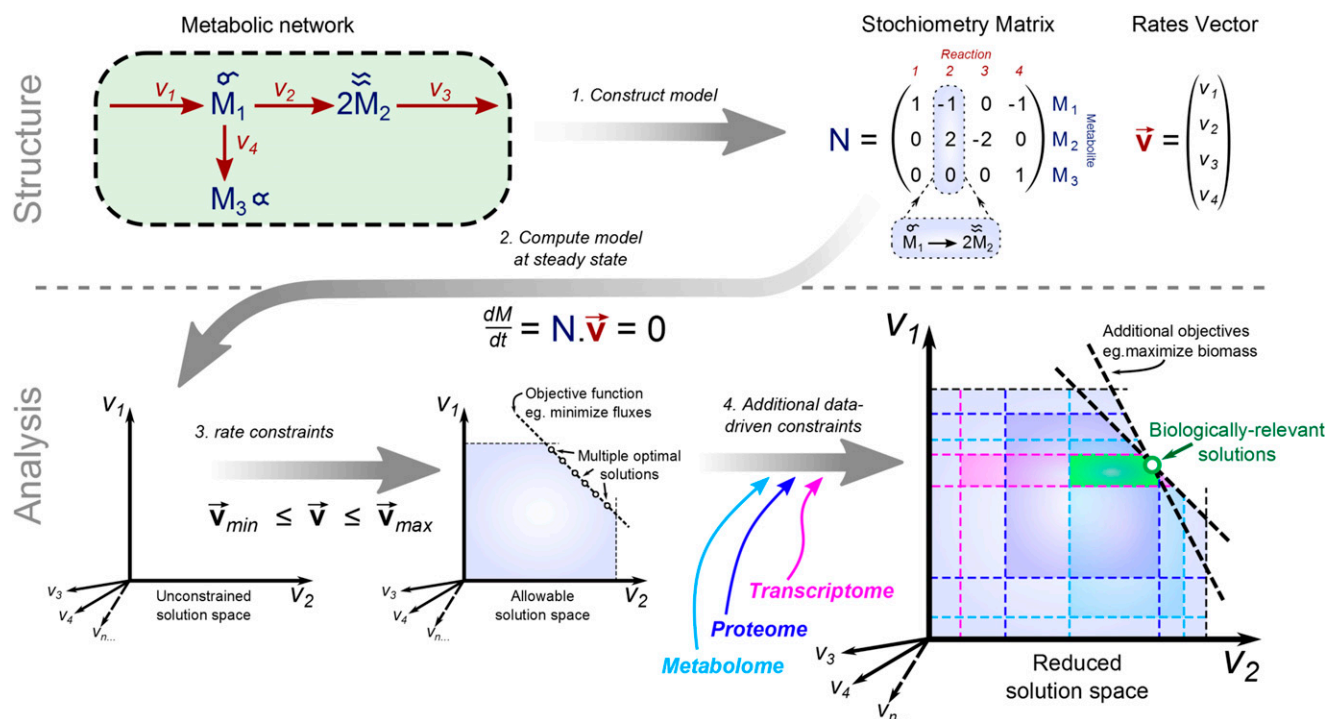 Metabolic network
Stochiometry Matrix
Rates Vector
Structure
v1 M1 v2 2M2 v3
v4
M3
1. Construct model
Reaction
1 2 3 4
1 -1 0 -1 M1
N = 0 2 -2 0 M2
0 0 0 1 M3
Metabolite
M1 → 2M2
v =
v1
v2
v3
v4
2. Compute model
at steady state
dM/dt = N.v = 0
Analysis
V1
3. rate constraints
vmin ≤ v ≤ vmax
V2
v3
v4
vn...
Unconstrained
solution space
V1
Objective function
eg. minimize fluxes
Multiple optimal
solutions
V2
v3
v4
vn...
Allowable
solution space
4. Additional data-
driven constraints
Transcriptome
Proteome
Metabolome
V1
Additional objectives
eg.maximize biomass
Biologically-relevant
solutions
V2
v3
v4
vn...
Reduced
solution space